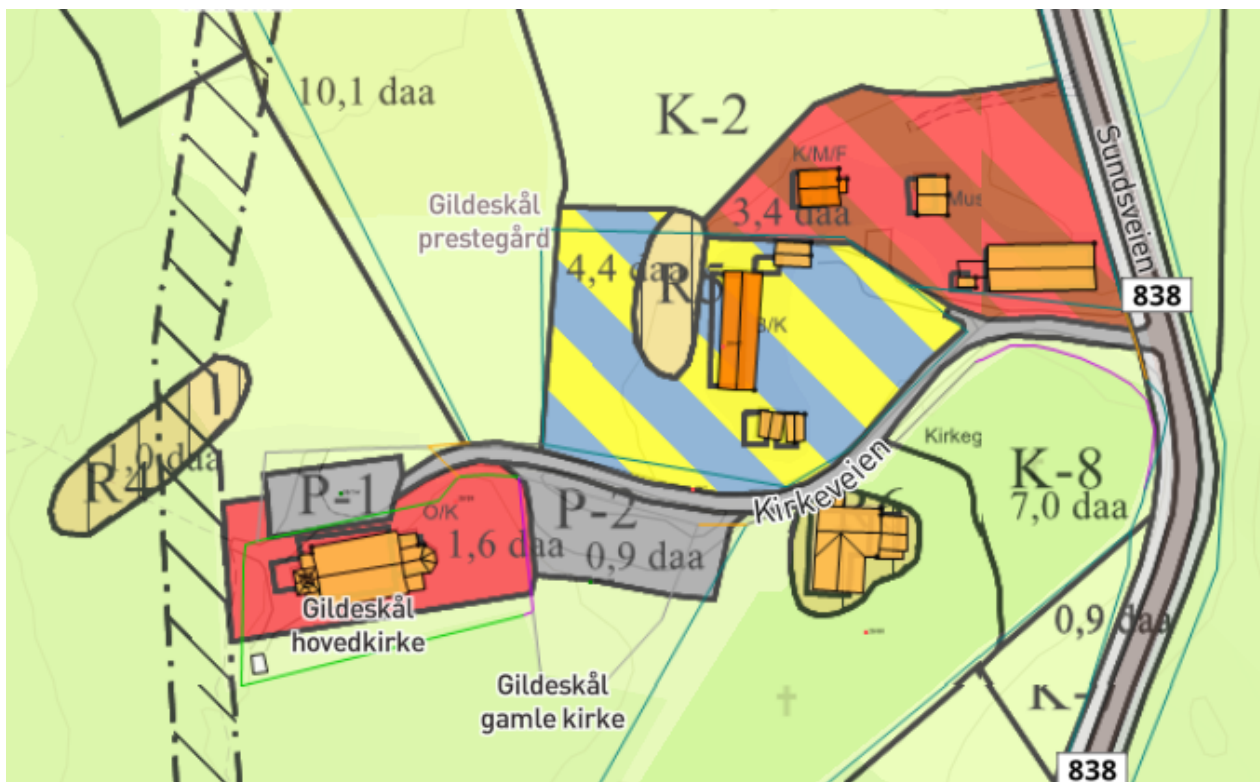 10,1 daa
K-2
K/M/F
Mus
3,4 daa
Gildeskål
prestegård
4,4 daa
R5
B/K
Sundsveien
838
Kirkeg
K-8
7,0 daa
Kirkeveien
1,0 daa
R4
P-1
O/K
1,6 daa
P-2
0,9 daa
Gildeskål
hovedkirke
Gildeskål
gamle kirke
0,9 daa
838